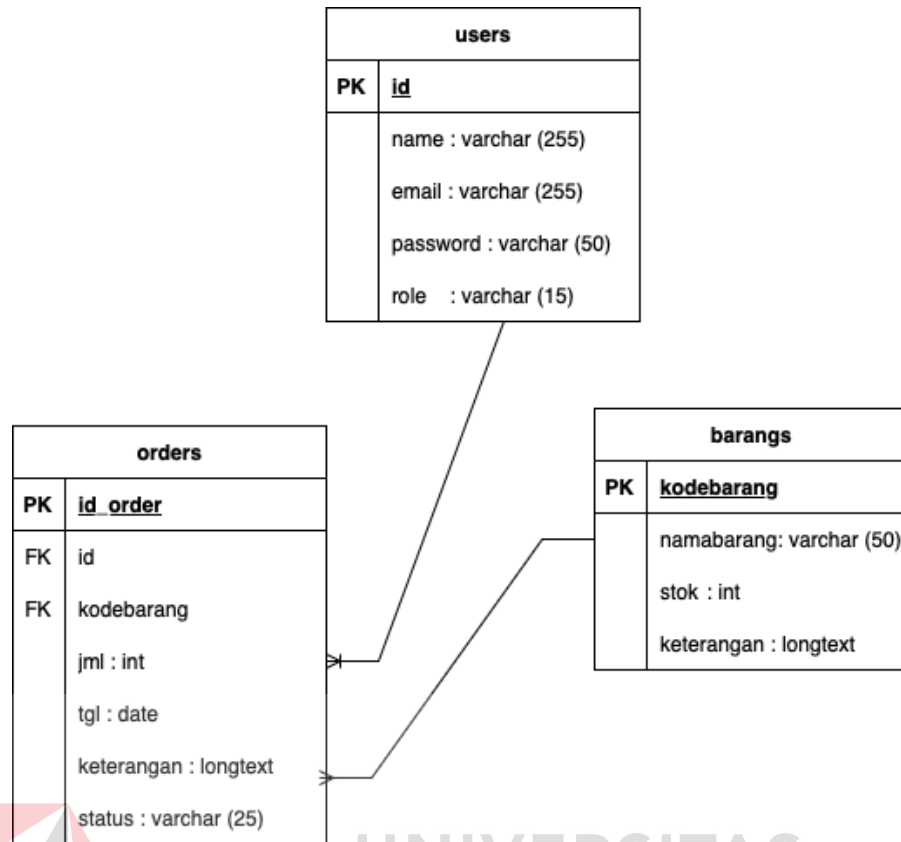 users
PK id
name : varchar (255)
email : varchar (255)
password : varchar (50)
role : varchar (15)
orders
PK id_order
FK id
FK kodebarang
jml : int
tgl : date
keterangan : longtext
status : varchar (25)
barangs
PK kodebarang
namabarang: varchar (50)
stok : int
keterangan : longtext
UNIVERSITAS